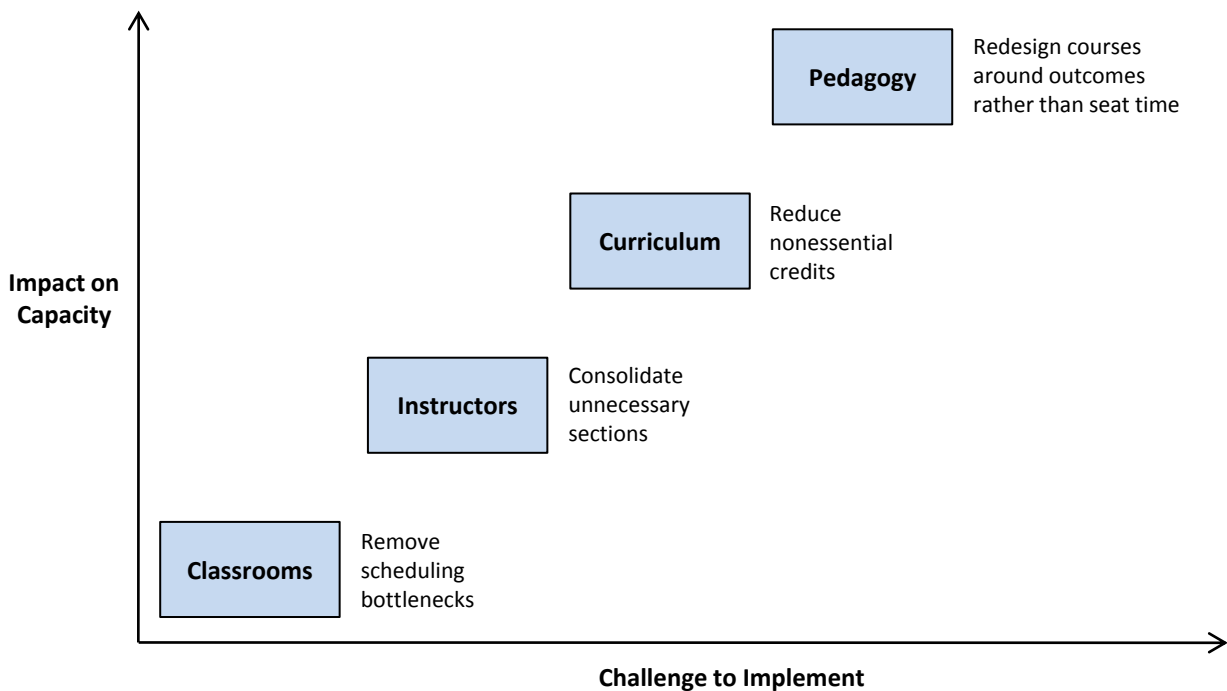 Pedagogy
Redesign courses
around outcomes
rather than seat time
Curriculum
Reduce
nonessential
credits
Impact on
Capacity
Instructors
Consolidate
unnecessary
sections
Classrooms
Remove
scheduling
bottlenecks
Challenge to Implement